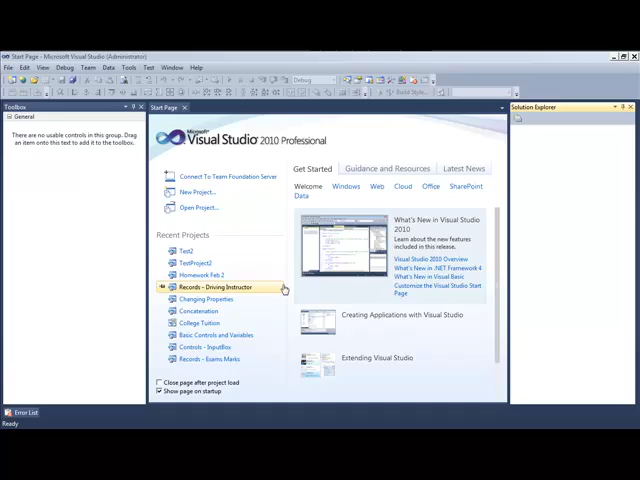 Start Page - Microsoft Visual Studio (Administrator)
File Edit View Debug Team Data Tools Test Window Help
Debug
Build Style...
Toolbox
Start Page
Solution Explorer
General
There are no usable controls in this group. Drag
an item onto this text to add it to the toolbox.
Microsoft
Visual Studio 2010 Professional
Connect To Team Foundation Server
New Project...
Open Project...
Recent Projects
Test2
TestProject2
Homework Feb 2
Records - Driving Instructor
Changing Properties
Concatenation
College Tuition
Basic Controls and Variables
Controls - InputBox
Records - Exams Marks
Close page after project load
Show page on startup
Get Started Guidance and Resources Latest News
Welcome Windows Web Cloud Office SharePoint
Data
What's New in Visual Studio
2010
Learn about the new features
included in this release.
Visual Studio 2010 Overview
What's New in .NET Framework 4
What's New in Visual Basic
Customize the Visual Studio Start
Page
Creating Applications with Visual Studio
Extending Visual Studio
Error List
Ready